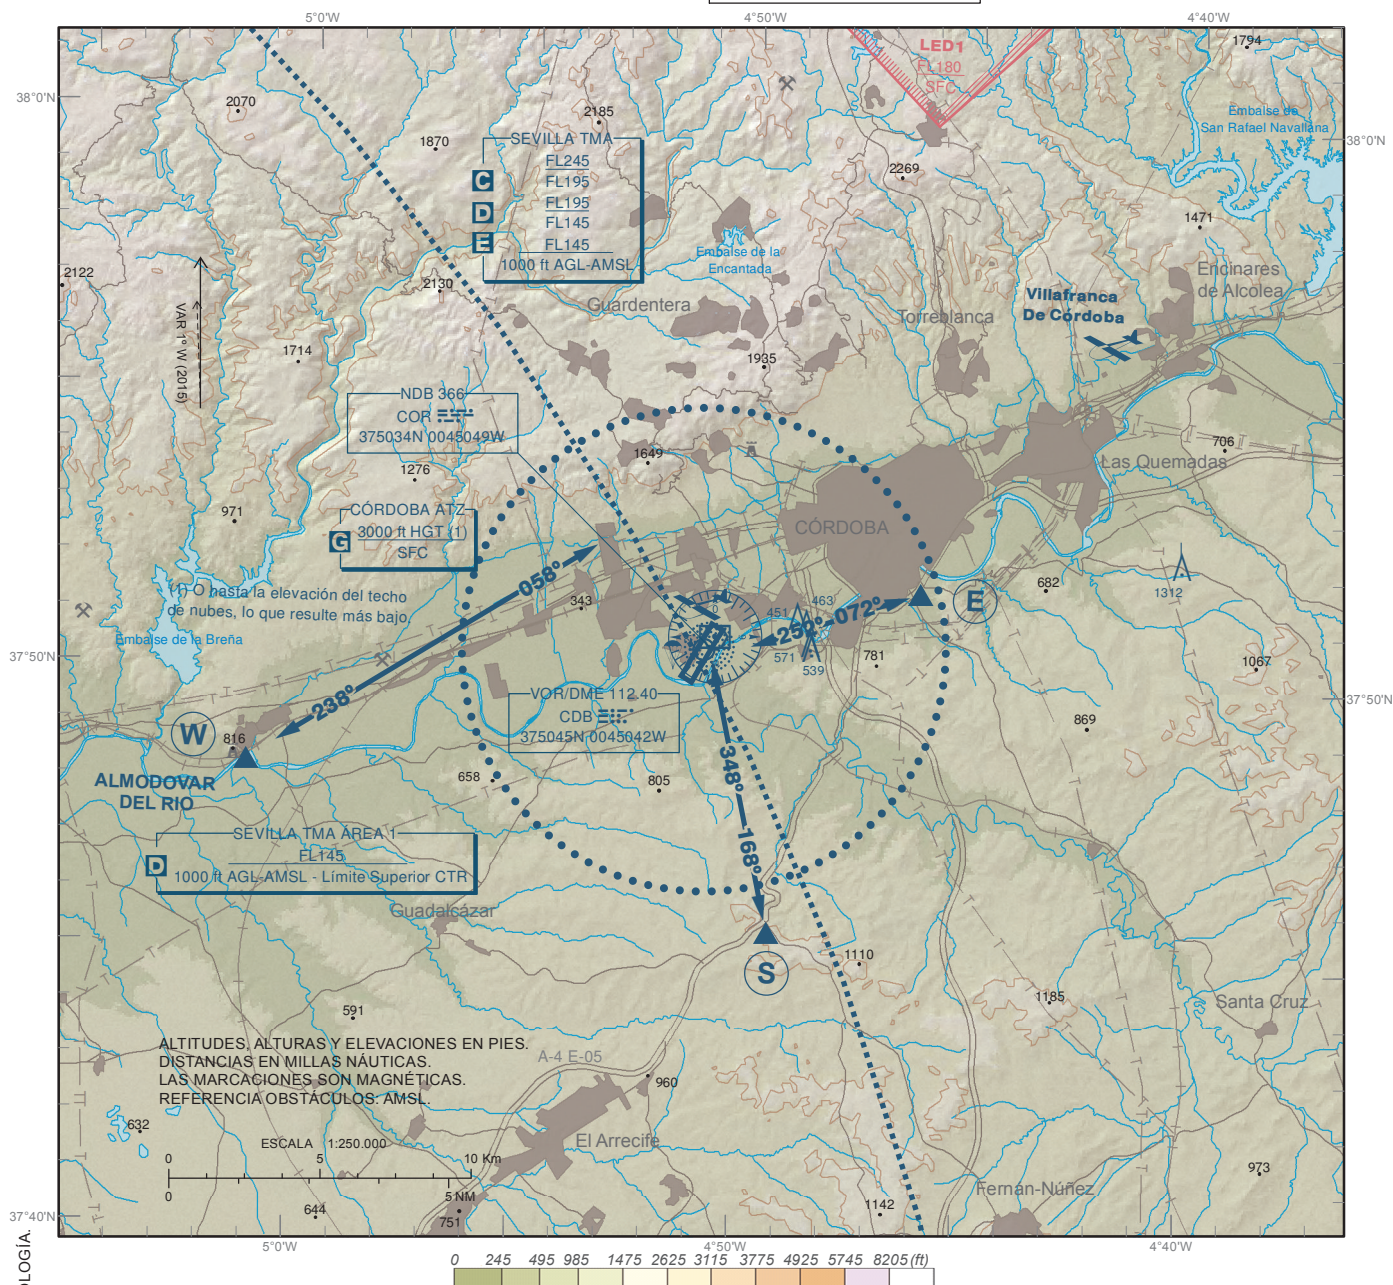 5°0'W
4°50'W
4°40'W
38°0'N
38°0'N
LED1
FL180
SFC
1794
2070
2185
1870
Embalse de
San Rafael Navallana
SEVILLA TMA
FL245
C
FL195
FL195
D
FL145
E
FL145
1000 ft AGL-AMSL
2269
1471
Embalse de la
Encantada
2122
2130
Encinares
de Alcolea
Villafranca
De Córdoba
Guardentera
Torreblanca
VAR 1° W (2015)
1714
1935
NDB 366
COR
375034N 0045049W
706
Las Quemadas
1649
1276
971
CÓRDOBA ATZ
G
3000 ft HGT (1)
SFC
CÓRDOBA
058°
(1) O hasta la elevación del techo
de nubes, lo que resulte más bajo.
343
682
1312
451
463
E
252°
072°
571
539
781
Embalse de la Breña
1067
37°50'N
37°50'N
238°
VOR/DME 112.40
CDB
375045N 0045042W
W
816
869
348°
ALMODOVAR
DEL RIO
658
805
SEVILLA TMA ÁREA 1
D
FL145
1000 ft AGL-AMSL - Límite Superior CTR
168°
Guadalcázar
S
1110
1185
Santa Cruz
591
ALTITUDES, ALTURAS Y ELEVACIONES EN PIES.
DISTANCIAS EN MILLAS NÁUTICAS.
LAS MARCACIONES SON MAGNÉTICAS.
REFERENCIA OBSTÁCULOS: AMSL.
A-4 E-05
960
632
ESCALA 1:250.000
0 5 10 Km
0 5 NM
El Arrecife
973
Fernán-Núñez
644
751
1142
37°40'N
5°0'W
4°50'W
4°40'W
OLOGÍA.
0 245 495 985 1475 2625 3115 3775 4925 5745 8205(ft)